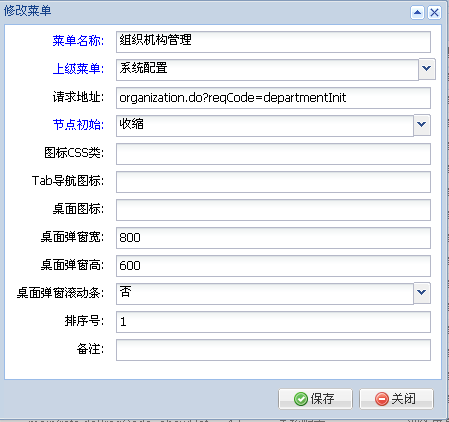 修改菜单
菜单名称: 组织机构管理
上级菜单: 系统配置
请求地址: organization.do?reqCode=departmentInit
节点初始: 收缩
图标CSS类:
Tab导航图标:
桌面图标:
桌面弹窗宽: 800
桌面弹窗高: 600
桌面弹窗滚动条: 否
排序号: 1
备注:
保存 关闭